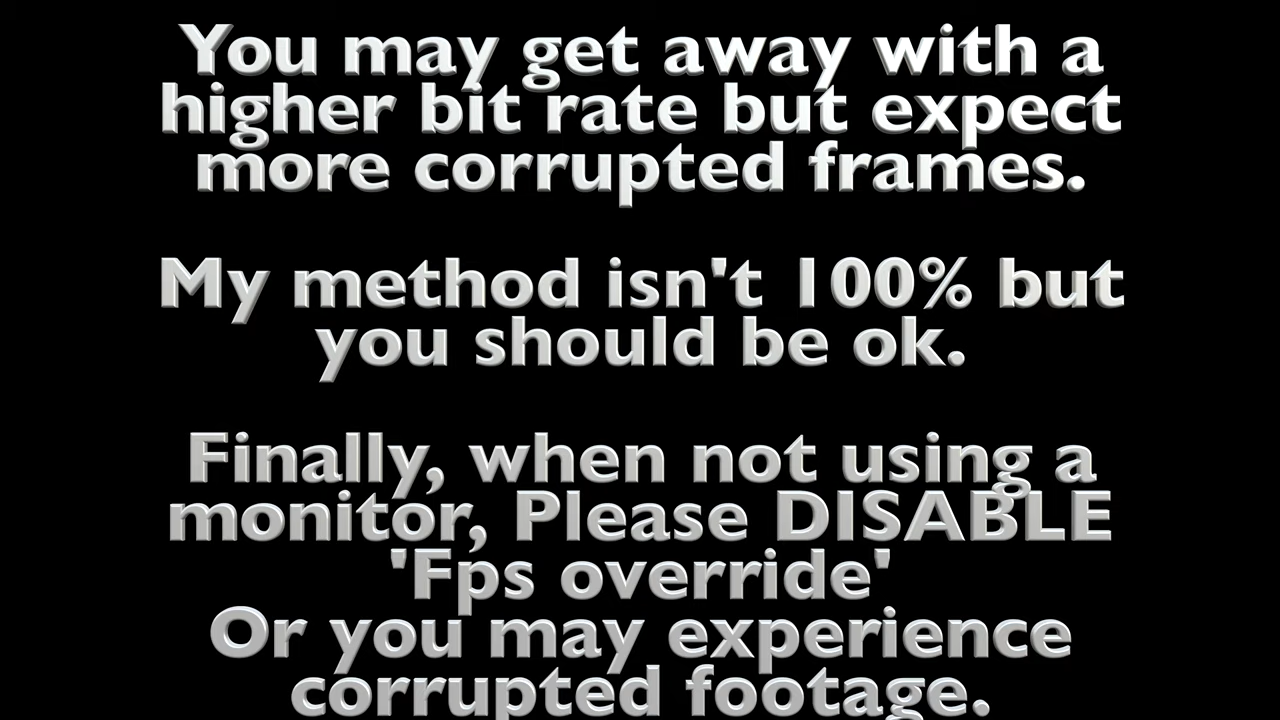 You may get away with a
higher bit rate but expect
more corrupted frames.
My method isn't 100% but
you should be ok.
Finally, when not using a
monitor, Please DISABLE
'Fps override'
Or you may experience
corrupted footage.